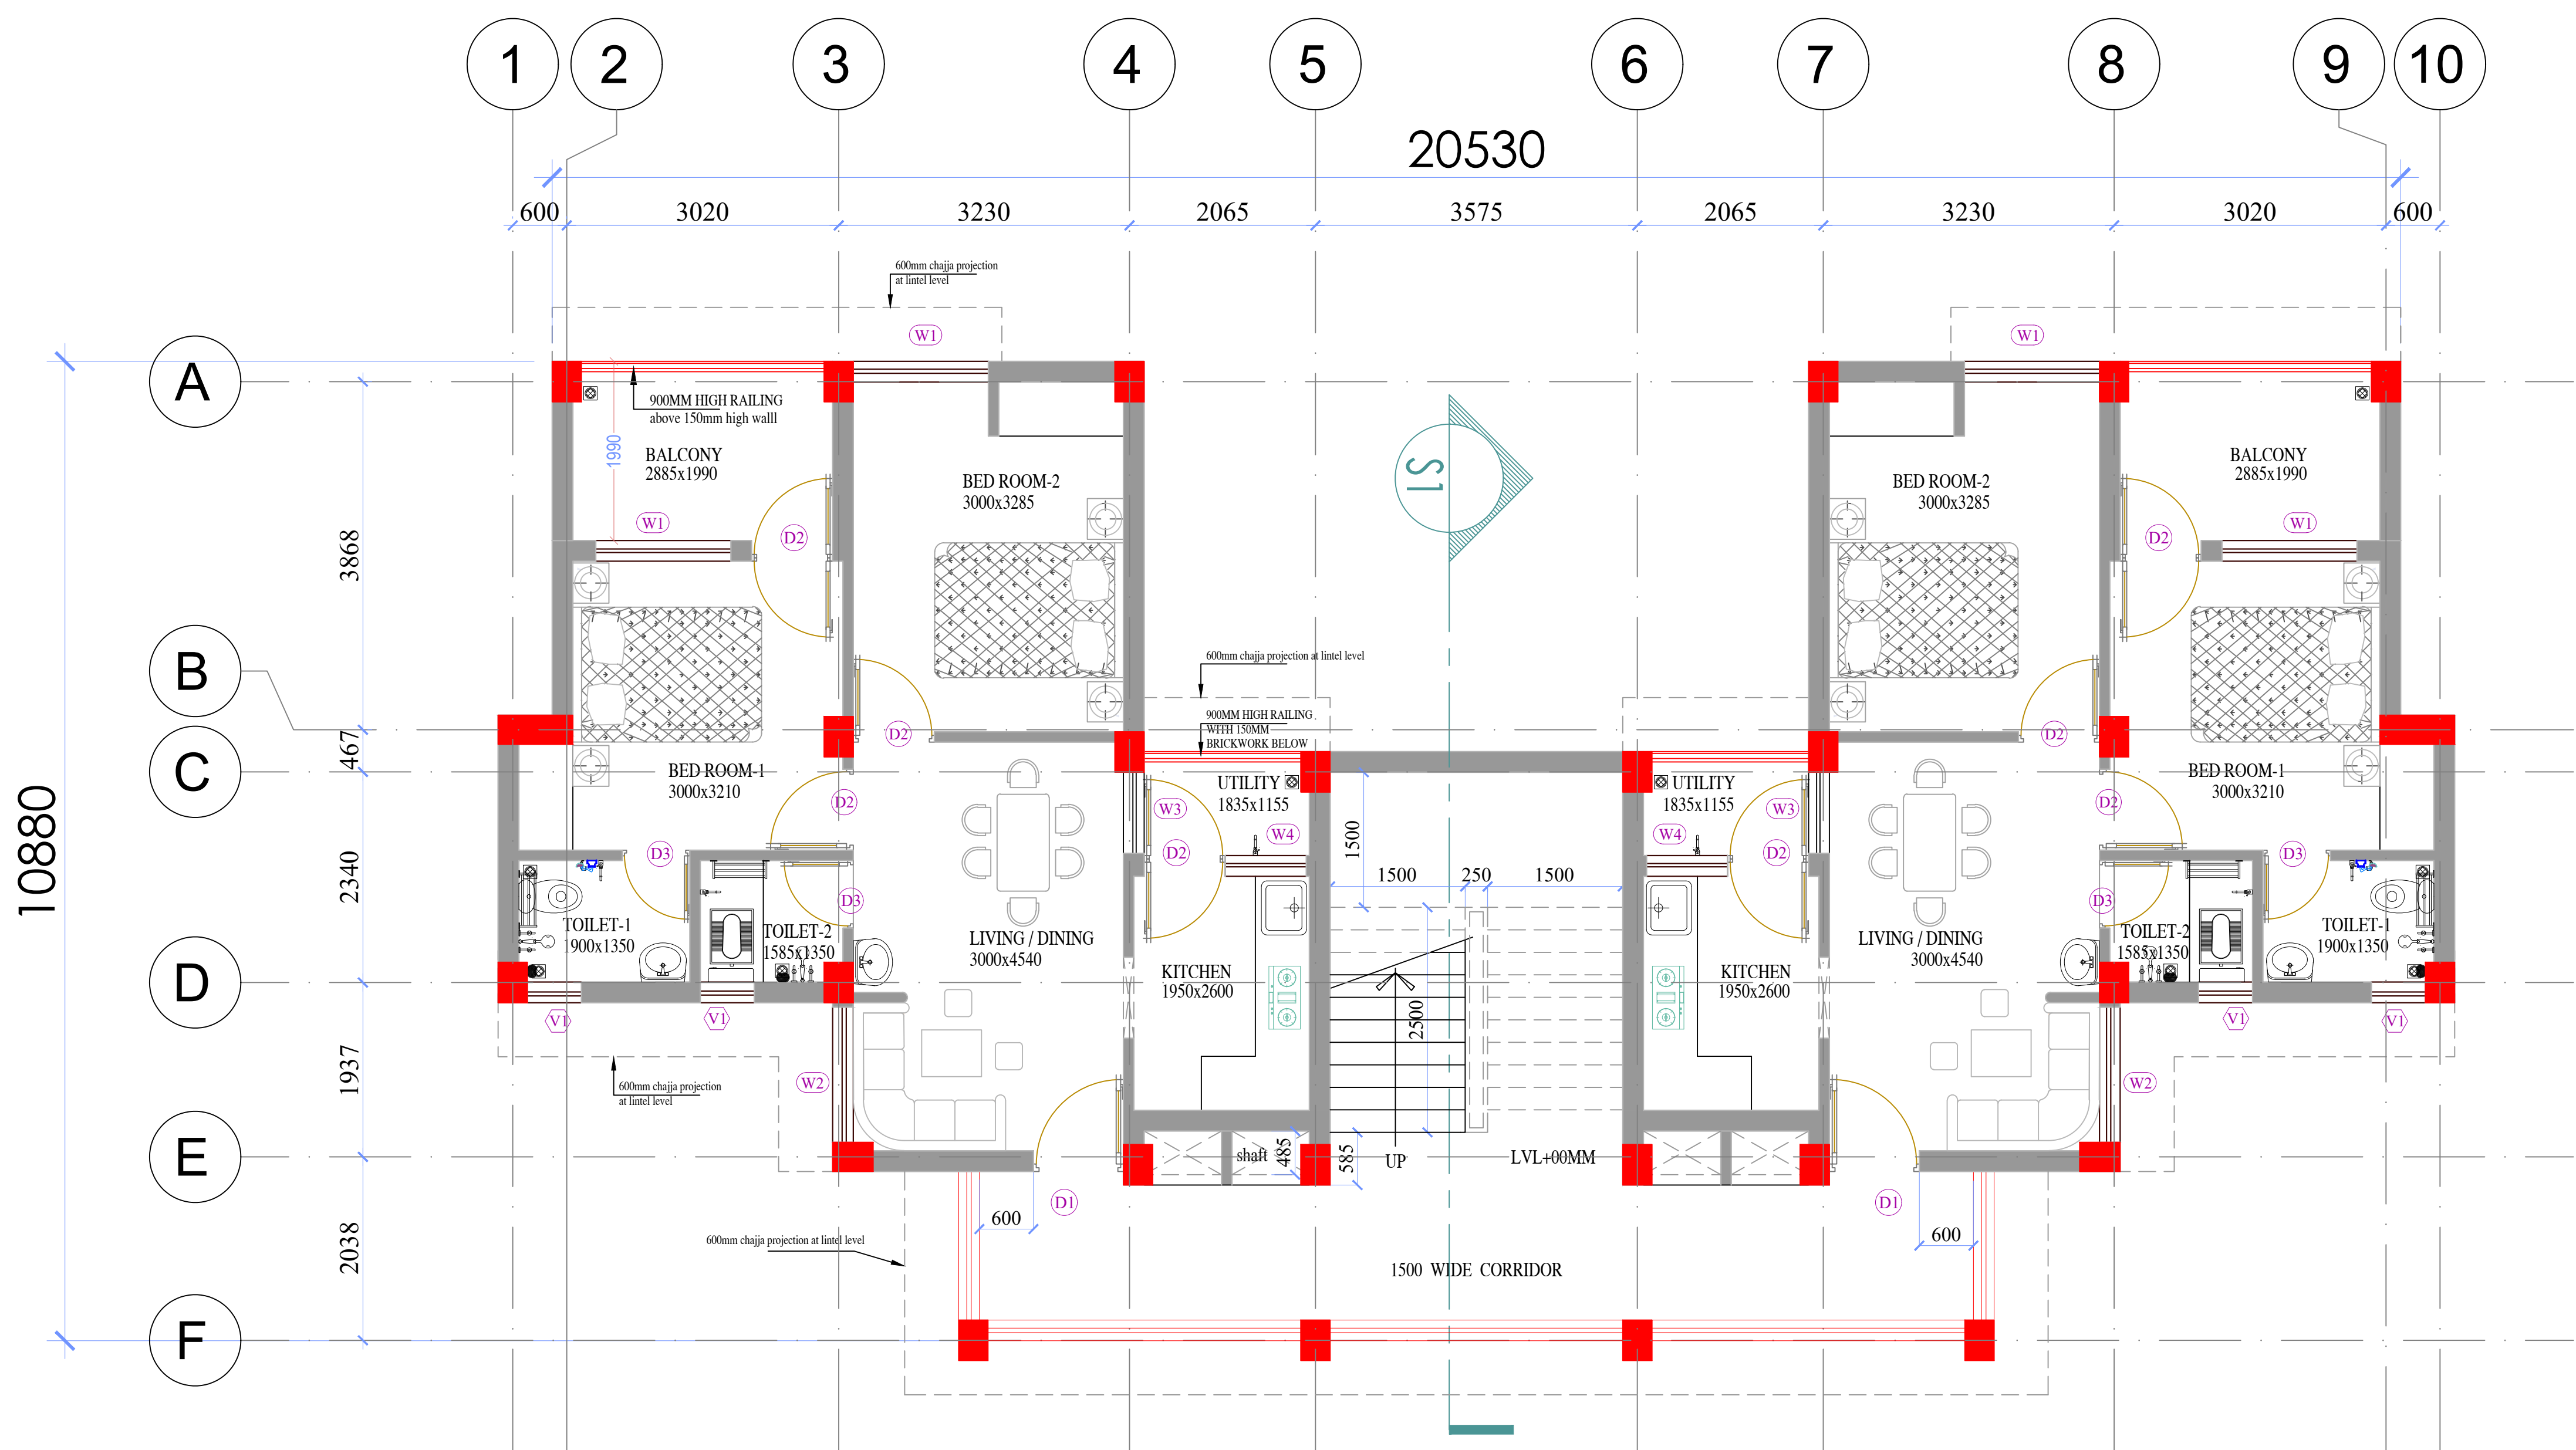 1 2 3 4 5 6 7 8 9 10
20530
600 3020 3230 2065 3575 2065 3230 3020 600
600mm chajja projection
at lintel level
W1 W1
A
900MM HIGH RAILING
above 150mm high walll
1990
BALCONY
2885x1990
BED ROOM-2
3000x3285
S1
BED ROOM-2
3000x3285
BALCONY
2885x1990
W1 D2 D2 W1
3868
B
600mm chajja projection at lintel level
900MM HIGH RAILING
WITH 150MM
BRICKWORK BELOW
D2 D2
467
C
BED ROOM-1
3000x3210
D2
UTILITY
1835x1155
W3 W4
D2
UTILITY
1835x1155
W3
W4
D2
BED ROOM-1
3000x3210
D2
10880
1500
1500 250 1500
2340
D3 D3 D3 D3
TOILET-1
1900x1350
TOILET-2
1585x1350
LIVING / DINING
3000x4540
KITCHEN
1950x2600
KITCHEN
1950x2600
LIVING / DINING
3000x4540
TOILET-2
1585x1350
TOILET-1
1900x1350
D
V1 V1 V1 V1
2500
1937
600mm chajja projection
at lintel level
W2 W2
E
shaft 485 585 UP LVL+00MM
D1 D1
600 600
2038
600mm chajja projection at lintel level
1500 WIDE CORRIDOR
F